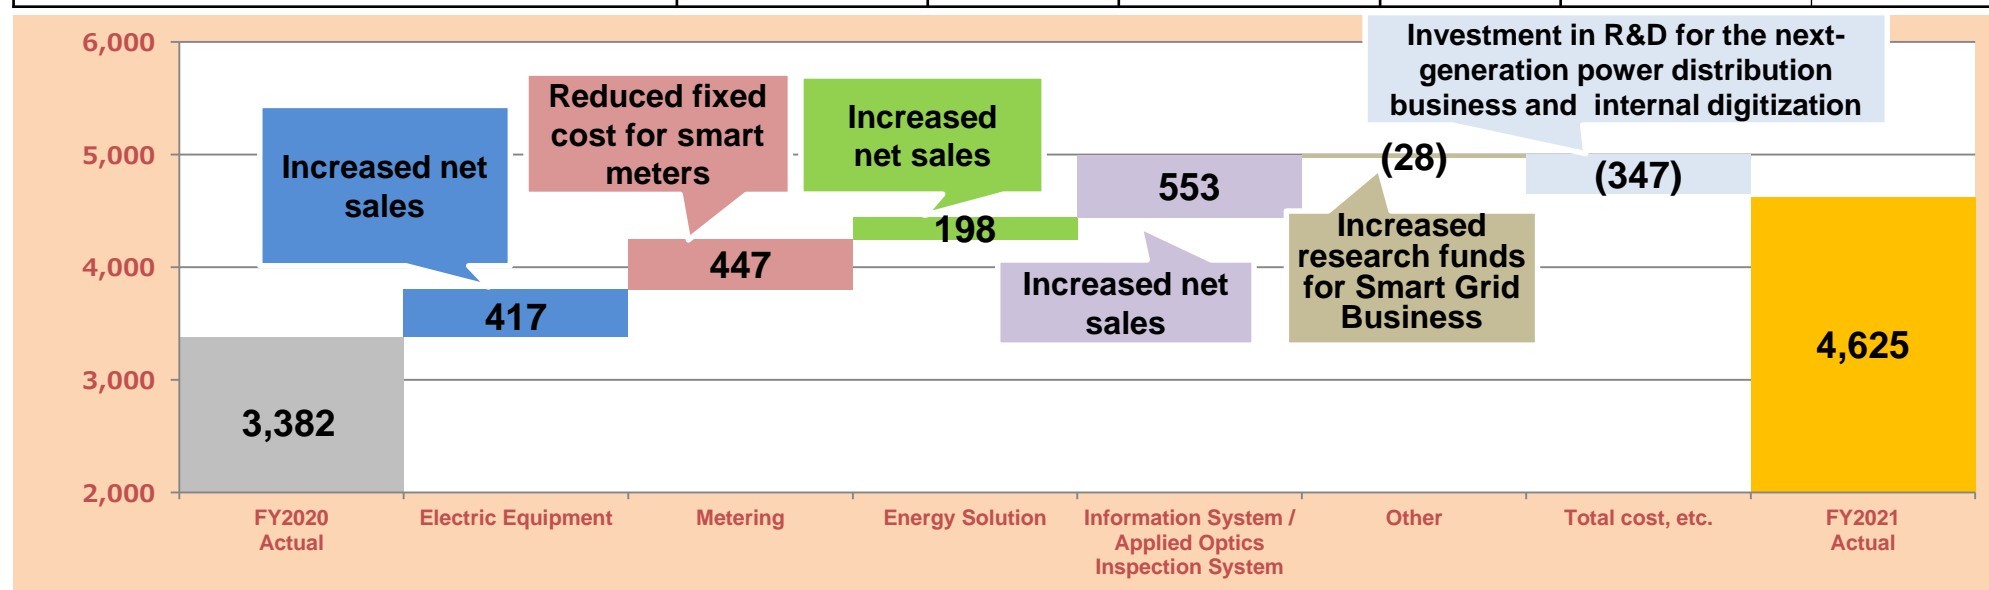 6,000
5,000
4,000
3,000
2,000
Increased net
sales
Reduced fixed
cost for smart
meters
Increased
net sales
Investment in R&D for the next-
generation power distribution
business and internal digitization
3,382
417
447
198
553
(28)
(347)
4,625
Increased net
sales
Increased
research funds
for Smart Grid
Business
FY2020
Actual
Electric Equipment
Metering
Energy Solution
Information System /
Applied Optics
Inspection System
Other
Total cost, etc.
FY2021
Actual